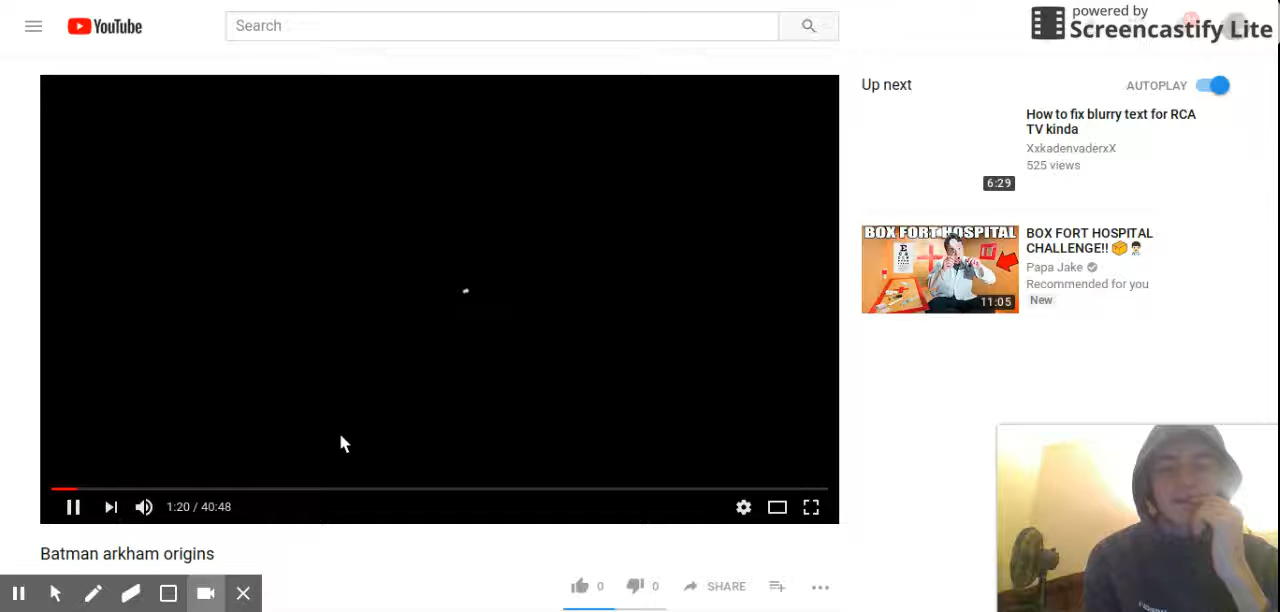 YouTube
Search
powered by
Screencastify Lite
Up next
AUTOPLAY
How to fix blurry text for RCA
TV kinda
XxkadenvaderxX
525 views
6:29
BOX FORT HOSPITAL
E
11:05
BOX FORT HOSPITAL
CHALLENGE!!
Papa Jake
Recommended for you
New
1:20 / 40:48
Batman arkham origins
0
0
SHARE